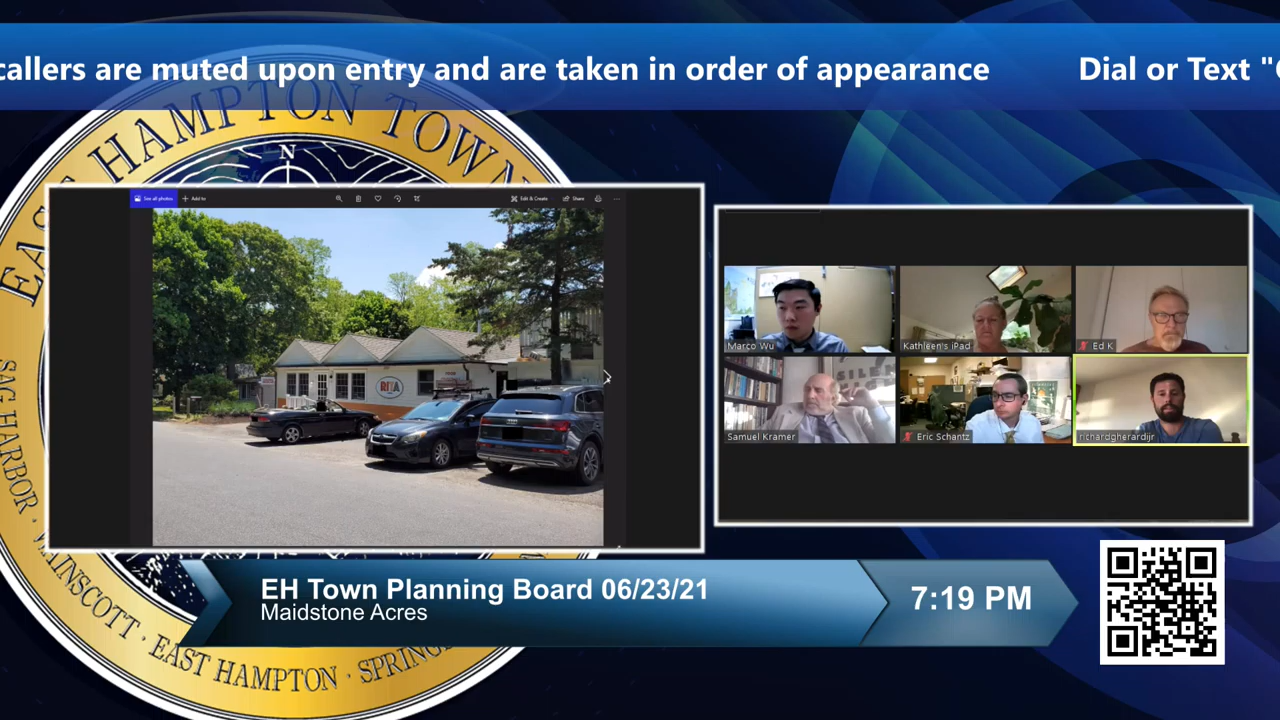 callers are muted upon entry and are taken in order of appearance
Dial or Text "
EAST HAMPTON TOWN
N
See all photos
Add to
Edit & Create
Share
RITA
Marco Wu
Kathleen's iPad
Ed K
Samuel Kramer
Eric Schantz
richardgherardijr
SAG HARBOR · WAINSCOTT · EAST HAMPTON ·
EH Town Planning Board 06/23/21
Maidstone Acres
7:19 PM